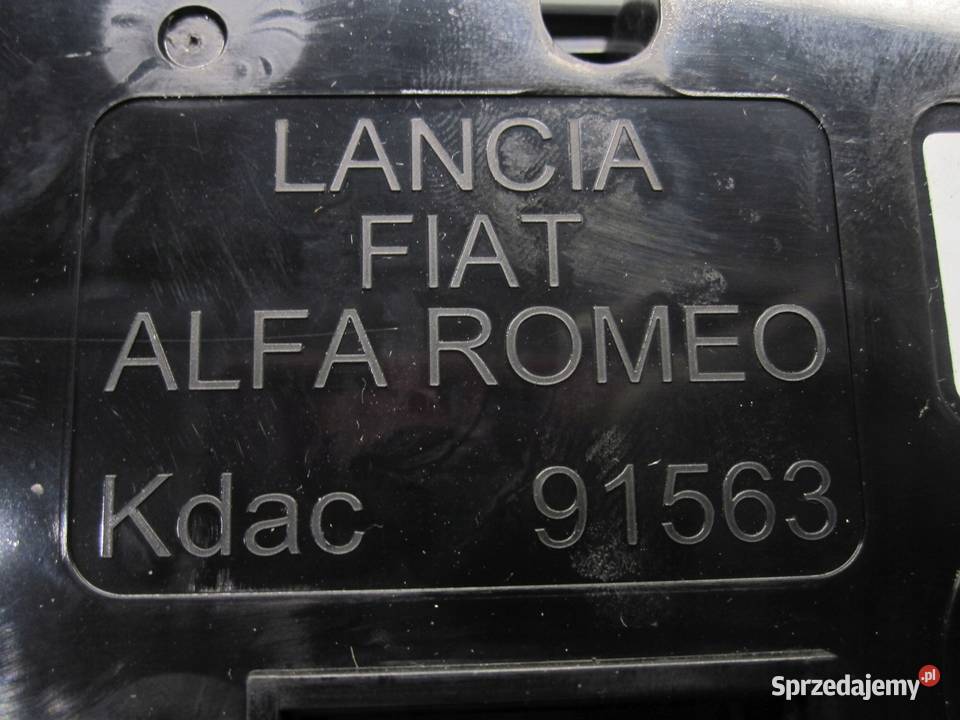 LANCIA
FIAT
ALFA ROMEO
Kdac 91563
Sprzedajemy.pl